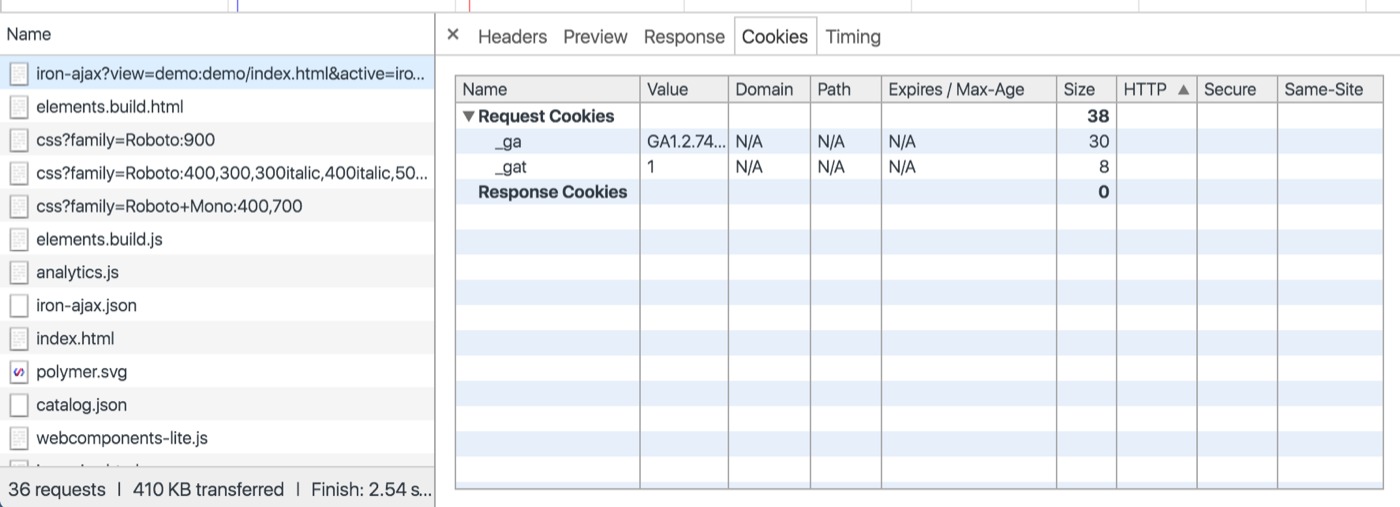 Name
iron-ajax?view=demo:demo/index.html&active=iro...
elements.build.html
css?family=Roboto:900
css?family=Roboto:400,300,300italic,400italic,50...
css?family=Roboto+Mono:400,700
elements.build.js
analytics.js
iron-ajax.json
index.html
polymer.svg
catalog.json
webcomponents-lite.js
36 requests | 410 KB transferred | Finish: 2.54 s...
× Headers Preview Response Cookies Timing
Name Value Domain Path Expires / Max-Age Size HTTP ▲ Secure Same-Site
▼ Request Cookies 38
_ga GA1.2.74... N/A N/A N/A 30
_gat 1 N/A N/A N/A 8
Response Cookies 0